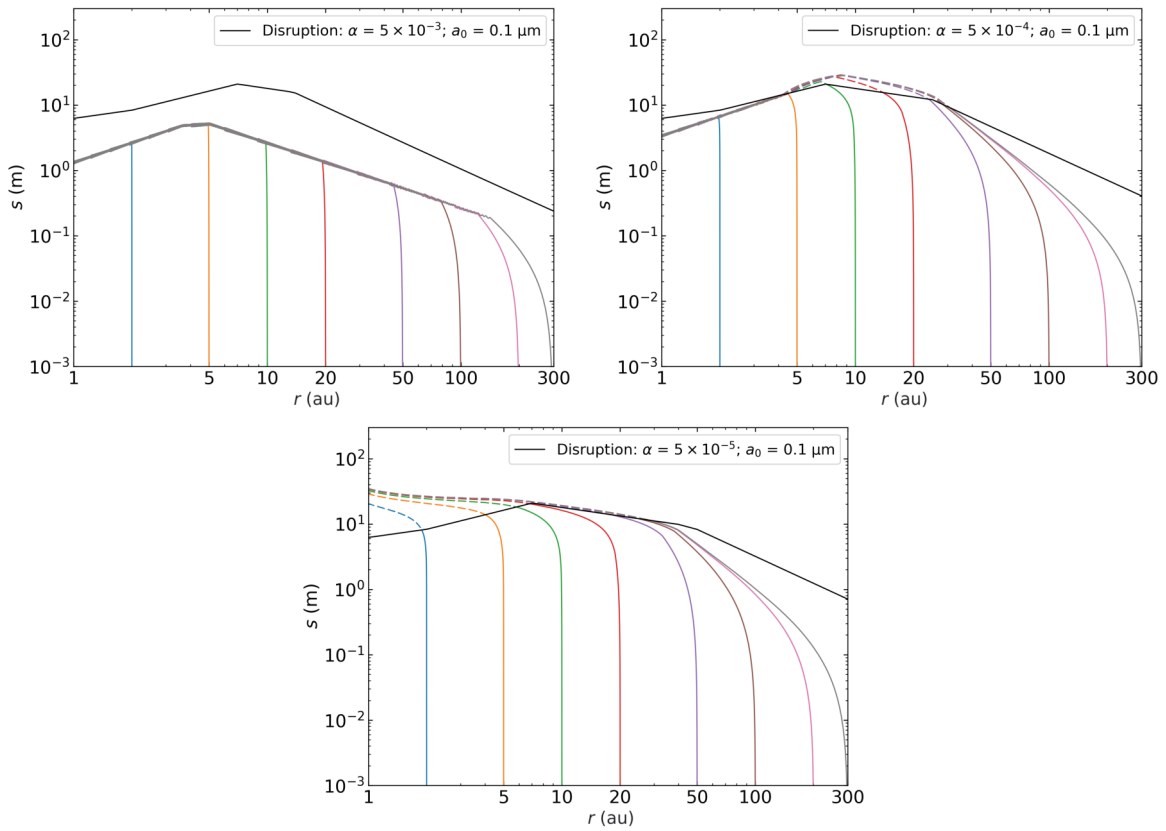 Disruption: α = 5 × 10⁻³; a₀ = 0.1 µm
s (m)
10²
10¹
10⁰
10⁻¹
10⁻²
10⁻³
1 5 10 20 50 100 300
r (au)
Disruption: α = 5 × 10⁻⁴; a₀ = 0.1 µm
s (m)
10²
10¹
10⁰
10⁻¹
10⁻²
10⁻³
1 5 10 20 50 100 300
r (au)
Disruption: α = 5 × 10⁻⁵; a₀ = 0.1 µm
s (m)
10²
10¹
10⁰
10⁻¹
10⁻²
10⁻³
1 5 10 20 50 100 300
r (au)